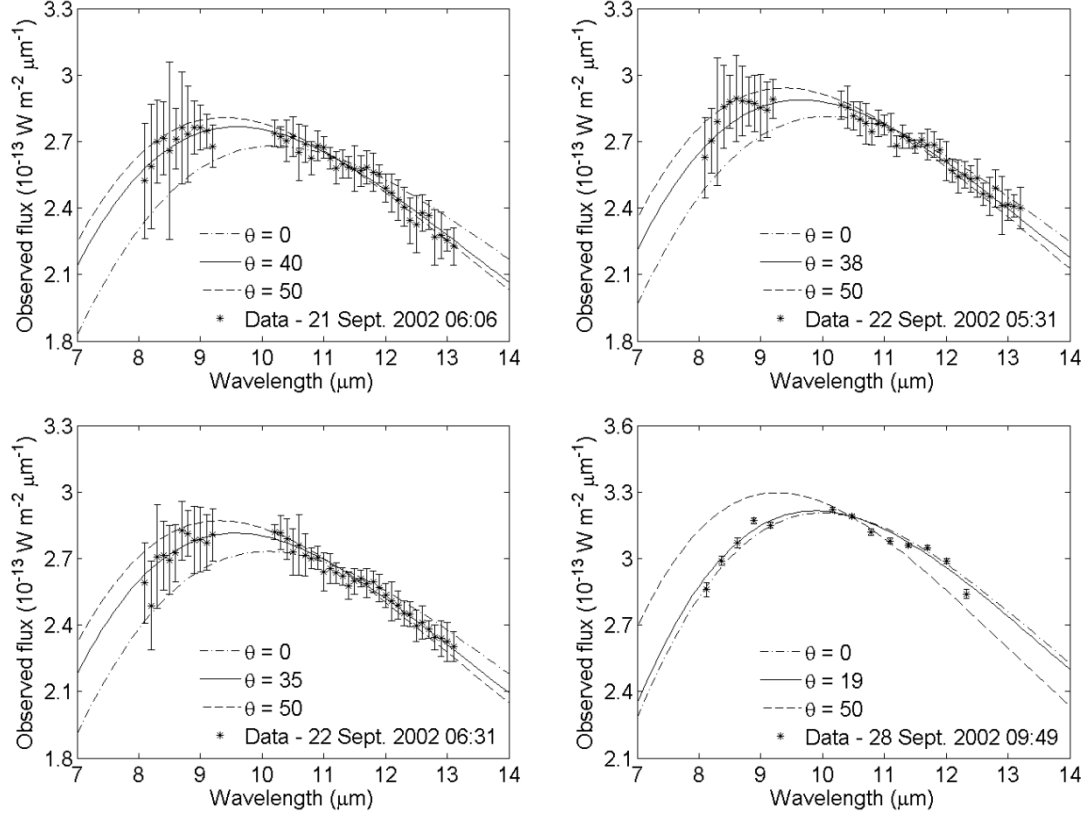 3.3
3
2.7
2.4
2.1
1.8
Observed flux (10⁻¹³ W m⁻² μm⁻¹)
θ = 0
θ = 40
θ = 50
Data - 21 Sept. 2002 06:06
7 8 9 10 11 12 13 14
Wavelength (μm)
3.3
3
2.7
2.4
2.1
1.8
Observed flux (10⁻¹³ W m⁻² μm⁻¹)
θ = 0
θ = 38
θ = 50
Data - 22 Sept. 2002 05:31
7 8 9 10 11 12 13 14
Wavelength (μm)
3.3
3
2.7
2.4
2.1
1.8
Observed flux (10⁻¹³ W m⁻² μm⁻¹)
θ = 0
θ = 35
θ = 50
Data - 22 Sept. 2002 06:31
7 8 9 10 11 12 13 14
Wavelength (μm)
3.6
3.3
3
2.7
2.4
2.1
Observed flux (10⁻¹³ W m⁻² μm⁻¹)
θ = 0
θ = 19
θ = 50
Data - 28 Sept. 2002 09:49
7 8 9 10 11 12 13 14
Wavelength (μm)